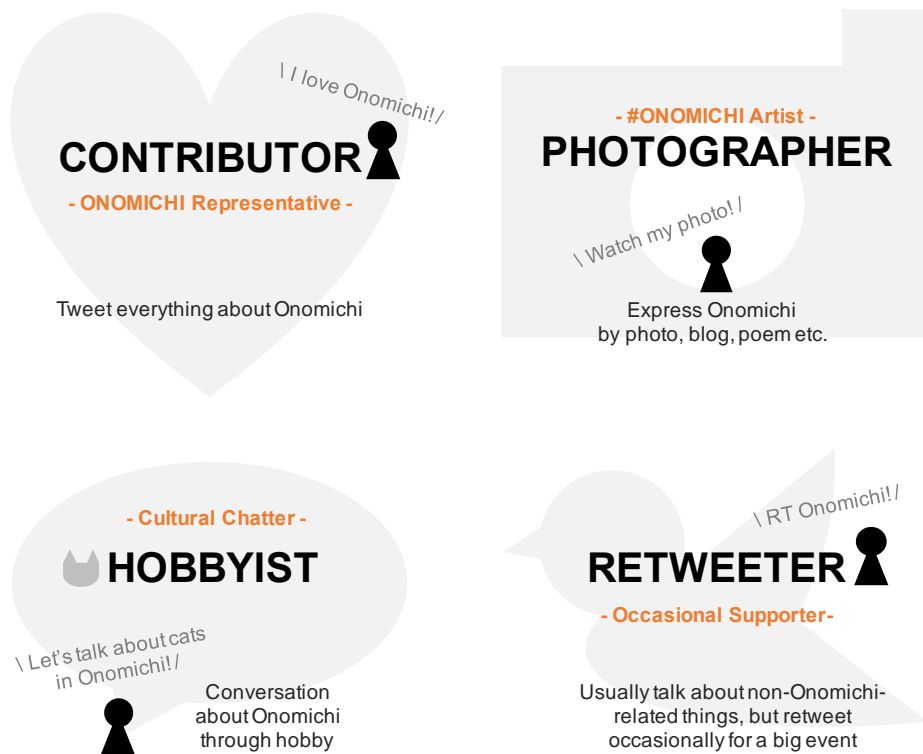 \ I love Onomichi! /
CONTRIBUTOR
- ONOMICHI Representative -
Tweet everything about Onomichi
- #ONOMICHI Artist -
PHOTOGRAPHER
\ Watch my photo! /
Express Onomichi
by photo, blog, poem etc.
- Cultural Chatter -
HOBBYIST
\ Let's talk about cats
in Onomichi! /
Conversation
about Onomichi
through hobby
\ RT Onomichi! /
RETWEETER
- Occasional Supporter-
Usually talk about non-Onomichi-
related things, but retweet
occasionally for a big event